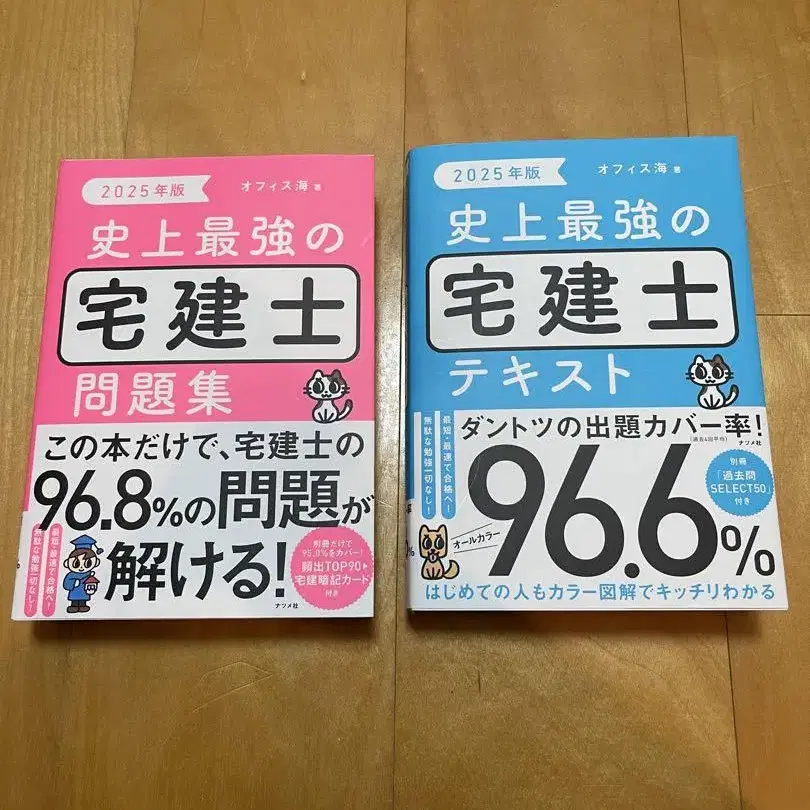 2025年版
オフィス海 著
史上最強の
宅建士
問題集
この本だけで、宅建士の
96.8%の問題が
解ける!
最短・最速で合格へ!
無駄な勉強一切なし!
別冊だけで
95.0%をカバー!
頻出TOP90
宅建暗記カード
付き
ナツメ社
2025年版
オフィス海 著
史上最強の
宅建士
テキスト
最短・最速で合格へ!
無駄な勉強一切なし!
ダントツの出題カバー率!
(過去4回平均)
ナツメ社
96.6%
別冊
「過去問
SELECT50」
付き
オールカラー
はじめての人もカラー図解でキッチリわかる